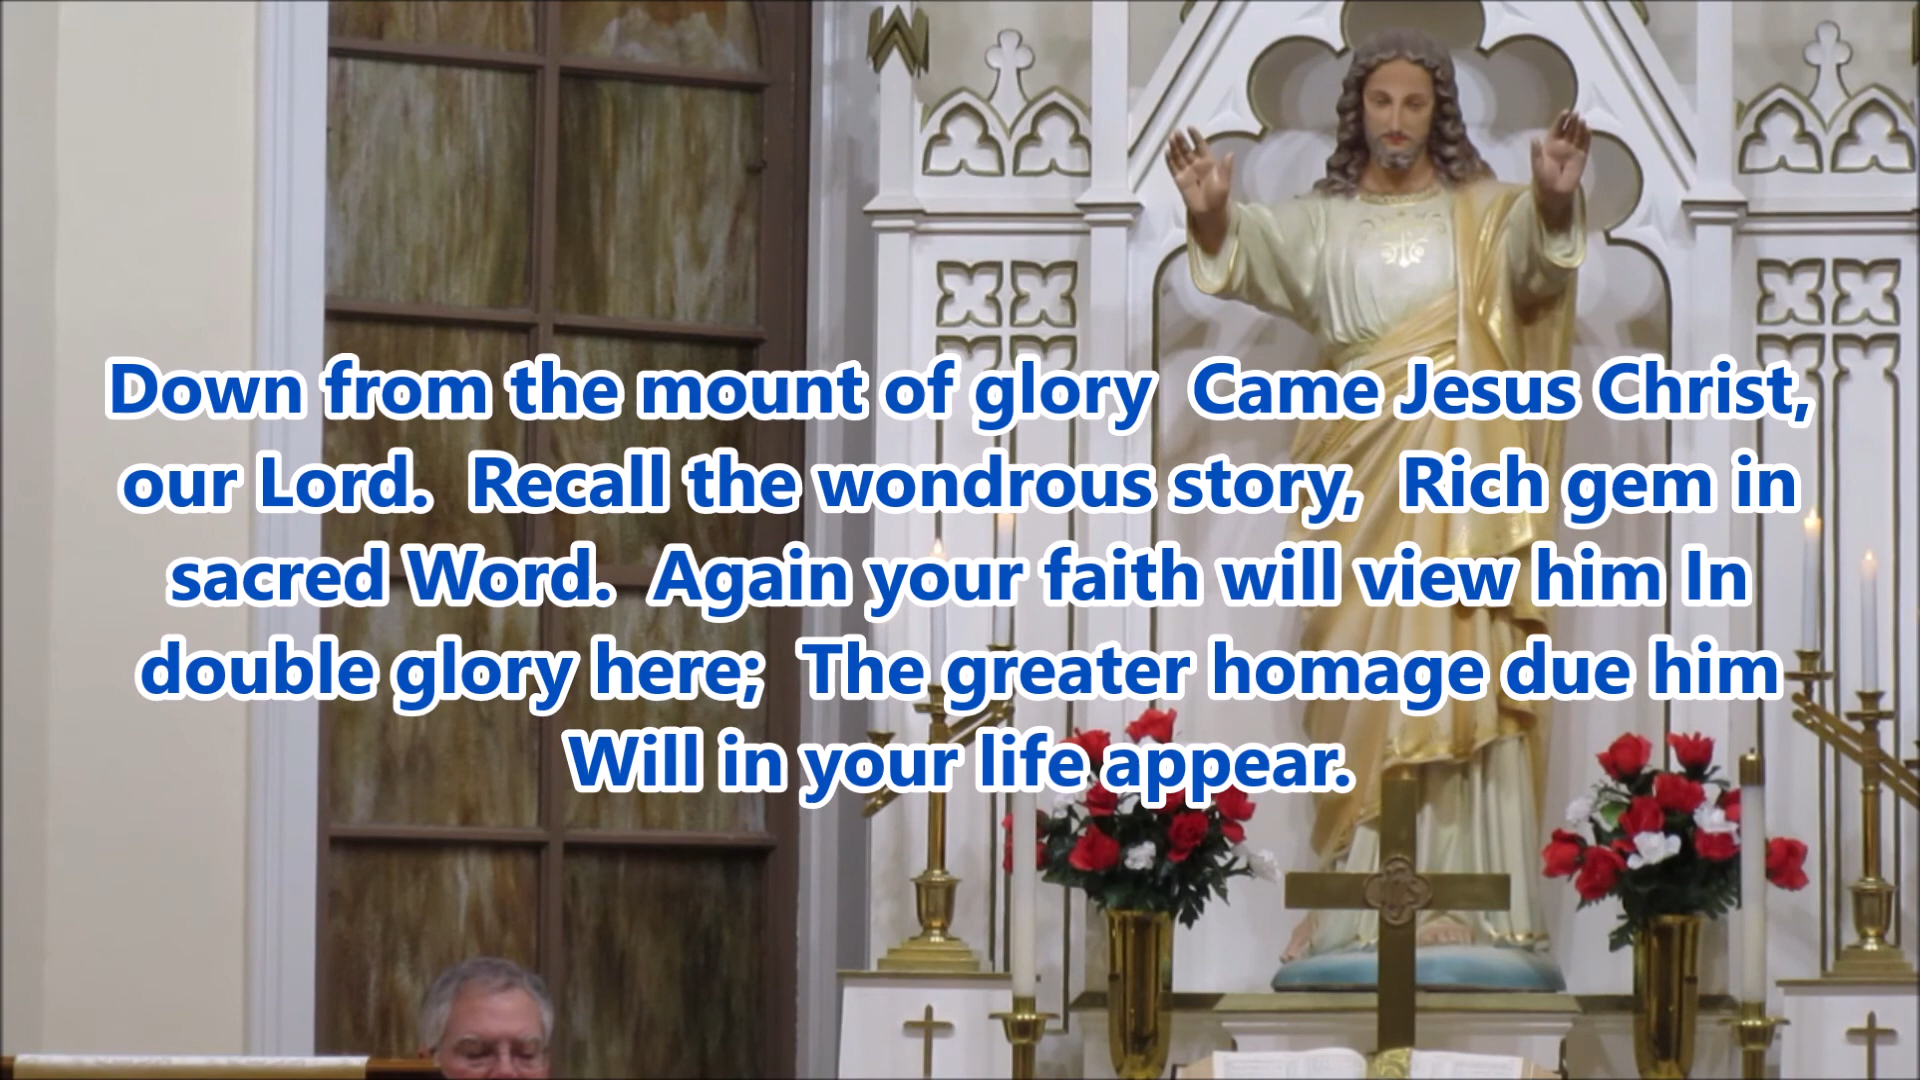 Down from the mount of glory  Came Jesus Christ,
our Lord.  Recall the wondrous story,  Rich gem in
sacred Word.  Again your faith will view him In
double glory here;  The greater homage due him
Will in your life appear.